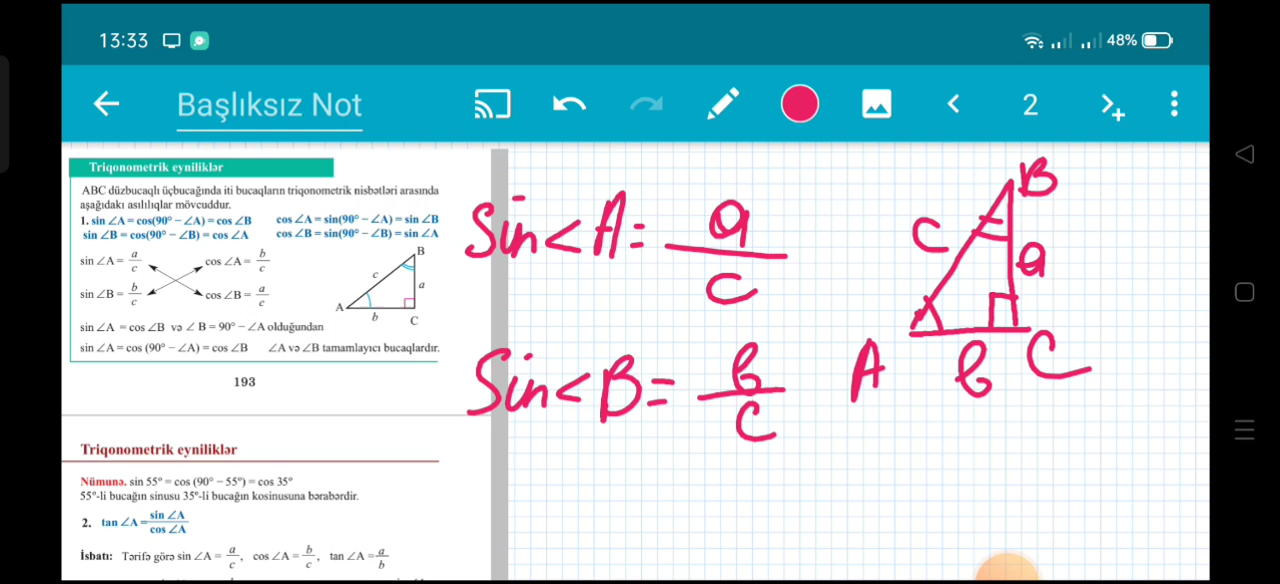 13:33
48%
Başlıksız Not
2
Triqonometrik eyniliklər
ABC düzbucaqlı üçbucağında iti bucaqların triqonometrik nisbətləri arasında
aşağıdakı asılılıqlar mövcuddur.
1. sin ∠A = cos(90° − ∠A) = cos ∠B cos ∠A = sin(90° − ∠A) = sin ∠B
sin ∠B = cos(90° − ∠B) = cos ∠A cos ∠B = sin(90° − ∠B) = sin ∠A
sin ∠A = a/c cos ∠A = b/c
sin ∠B = b/c cos ∠B = a/c
B
c
a
A
b
C
sin ∠A = cos ∠B və ∠ B = 90° − ∠A olduğundan
sin ∠A = cos (90° − ∠A) = cos ∠B ∠A və ∠B tamamlayıcı bucaqlardır.
193
Triqonometrik eyniliklər
Nümunə. sin 55° = cos (90° − 55°) = cos 35°
55°-li bucağın sinusu 35°-li bucağın kosinusuna bərabərdir.
2. tan ∠A = sin ∠A/cos ∠A
İsbatı: Tərifə görə sin ∠A = a/c, cos ∠A = b/c, tan ∠A = a/b
Sin<A = a/c
Sin<B = b/c
B
C
a
A
b
C